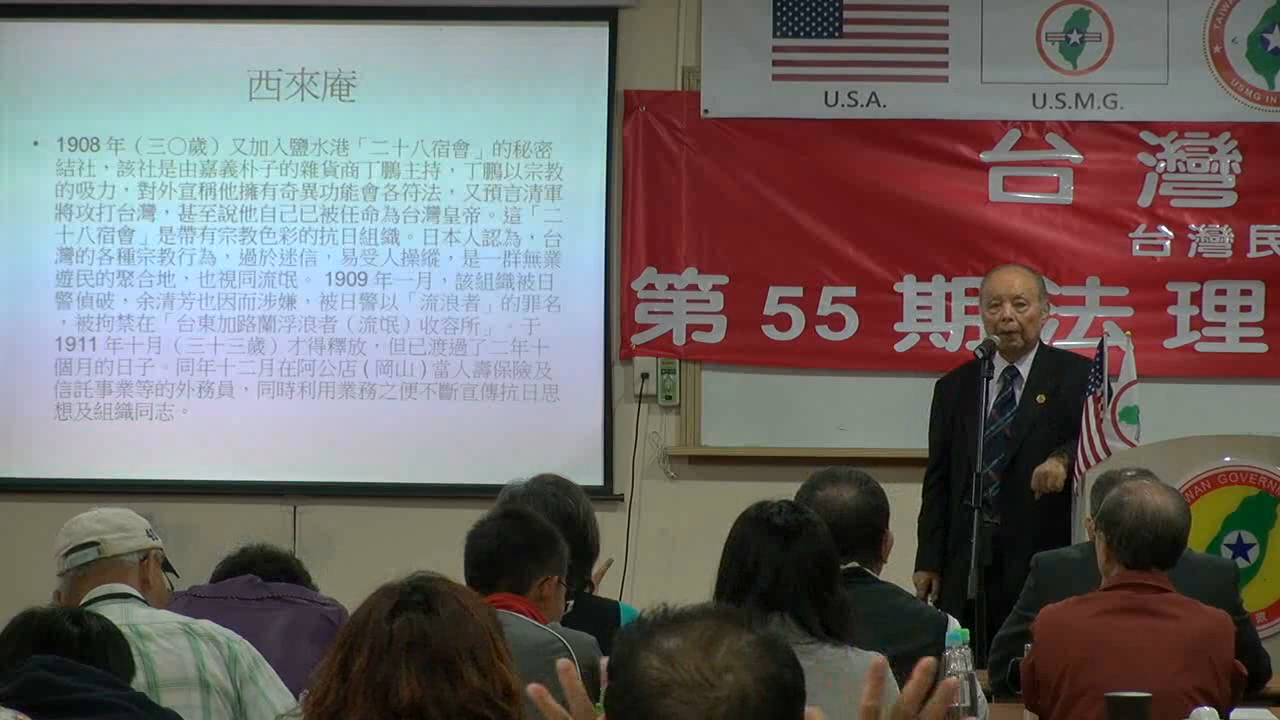 西來庵
• 1908 年（三〇歲）又加入鹽水港「二十八宿會」的秘密
結社，該社是由嘉義朴子的雜貨商丁鵬主持，丁鵬以宗教
的吸力，對外宣稱他擁有奇異功能會各符法，又預言清軍
將攻打台灣，甚至說他自己已被任命為台灣皇帝。這「二
十八宿會」是帶有宗教色彩的抗日組織。日本人認為，台
灣的各種宗教行為，過於迷信，易受人操縱，是一群無業
遊民的聚合地，也視同流氓。 1909 年一月，該組織被日
警偵破，余清芳也因而涉嫌，被日警以「流浪者」的罪名
，被拘禁在「台東加路蘭浮浪者（流氓）收容所」。于
1911 年十月（三十三歲）才得釋放，但已渡過了二年十
個月的日子。同年十二月在阿公店 ( 岡山 ) 當人壽保險及
信託事業等的外務員，同時利用業務之便不斷宣傳抗日思
想及組織同志。
U.S.A.
U.S.M.G.
TAIWAN
USMG IN
台灣
台灣民
第55期法理
WAN GOVERN